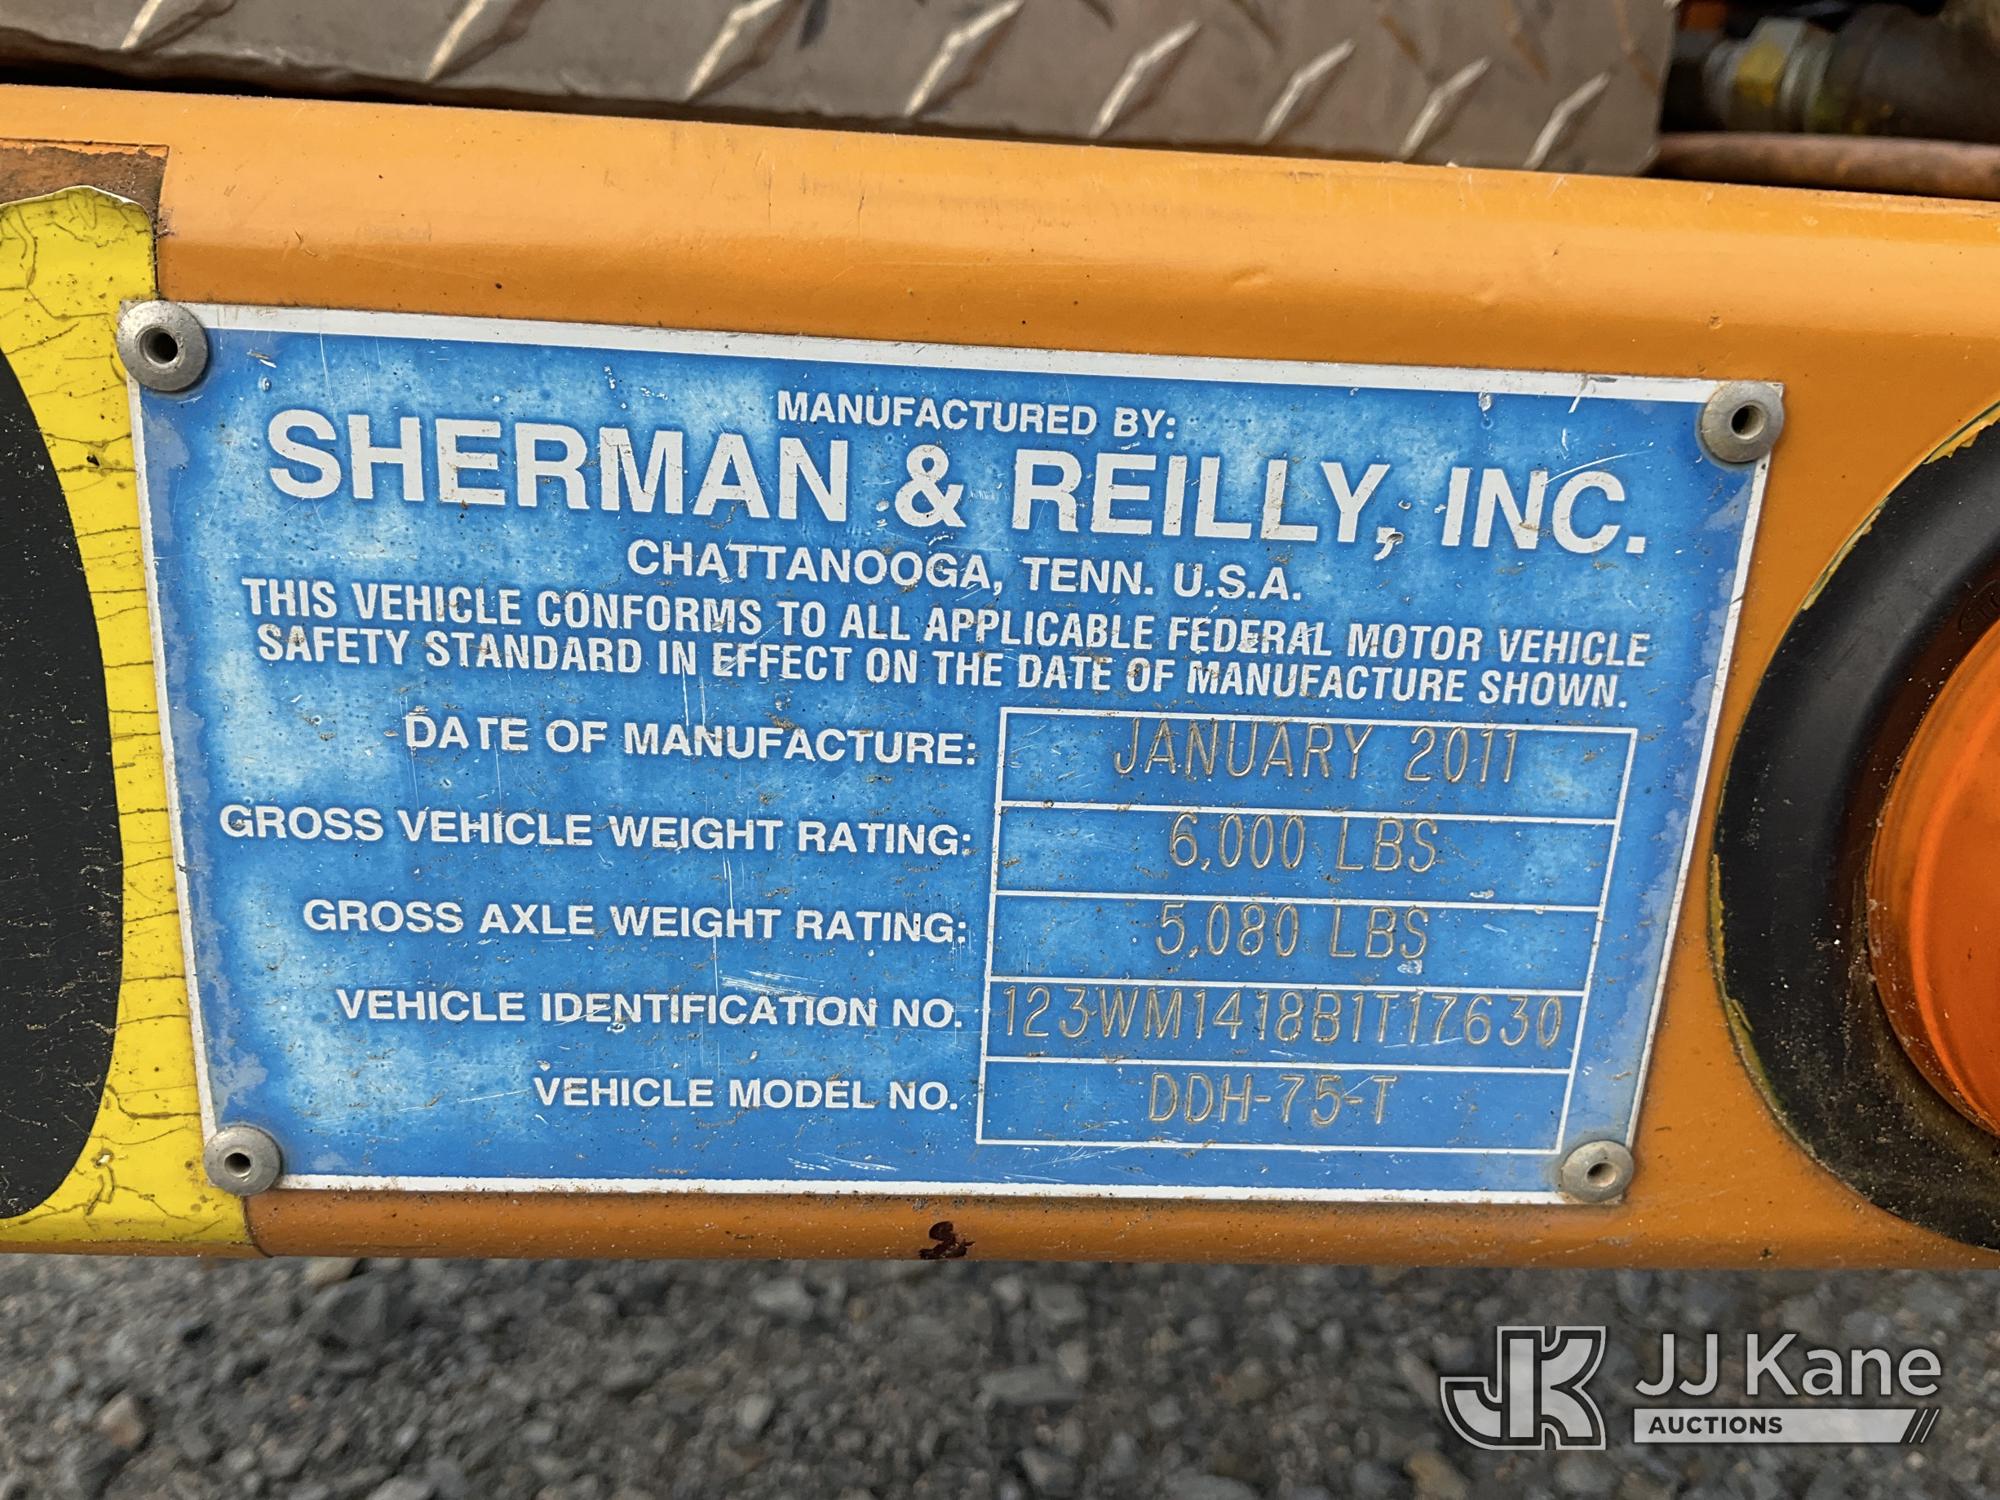 MANUFACTURED BY:
SHERMAN & REILLY, INC.
CHATTANOOGA, TENN. U.S.A.
THIS VEHICLE CONFORMS TO ALL APPLICABLE FEDERAL MOTOR VEHICLE
SAFETY STANDARD IN EFFECT ON THE DATE OF MANUFACTURE SHOWN.
DATE OF MANUFACTURE: JANUARY 2011
GROSS VEHICLE WEIGHT RATING: 6,000 LBS
GROSS AXLE WEIGHT RATING: 5,080 LBS
VEHICLE IDENTIFICATION NO. 123WM1418B1T17630
VEHICLE MODEL NO. DDH-75-T
JK JJ Kane
AUCTIONS